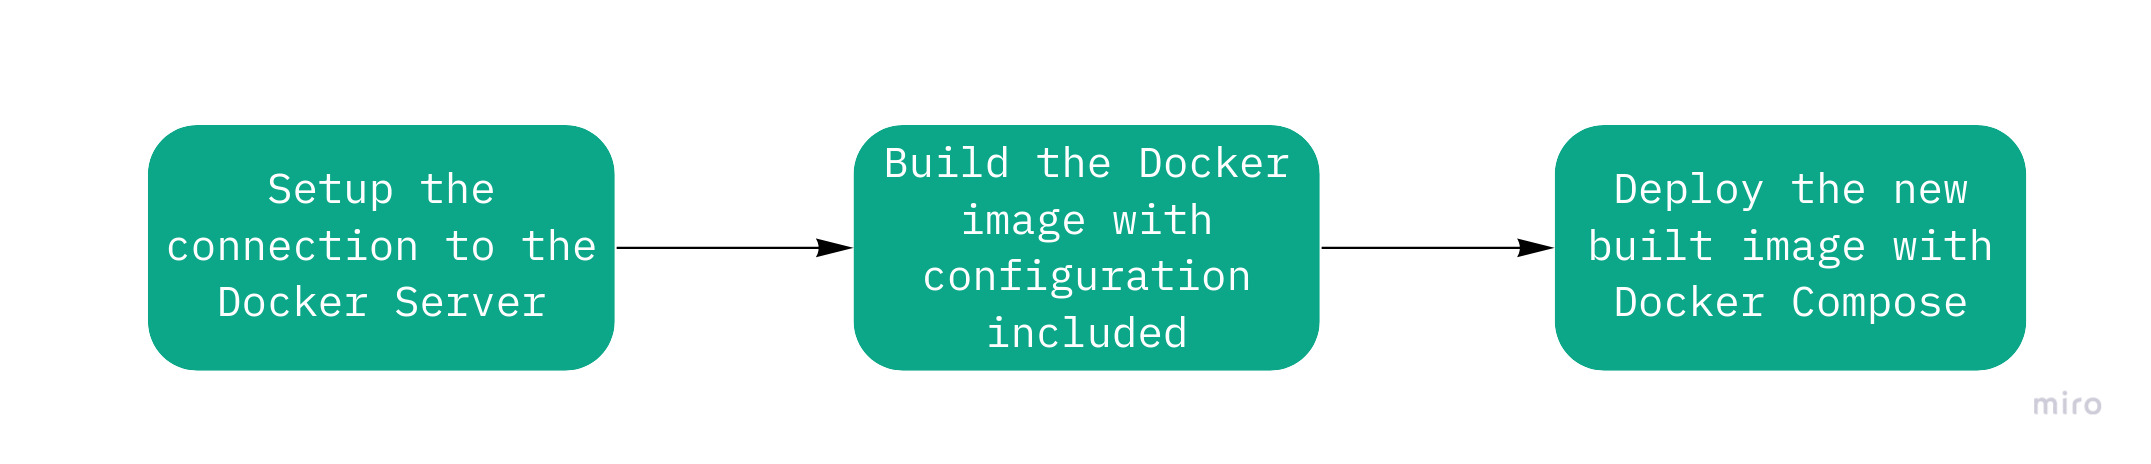 Setup the
connection to the
Docker Server
Build the Docker
image with
configuration
included
Deploy the new
built image with
Docker Compose
miro